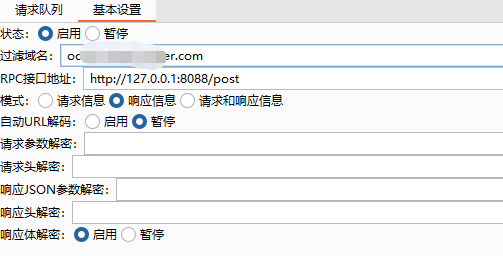 请求队列 基本设置
状态： 启用 暂停
过滤域名： er.com
RPC接口地址： http://127.0.0.1:8088/post
模式： 请求信息 响应信息 请求和响应信息
自动URL解码： 启用 暂停
请求参数解密：
请求头解密：
响应JSON参数解密：
响应头解密：
响应体解密： 启用 暂停